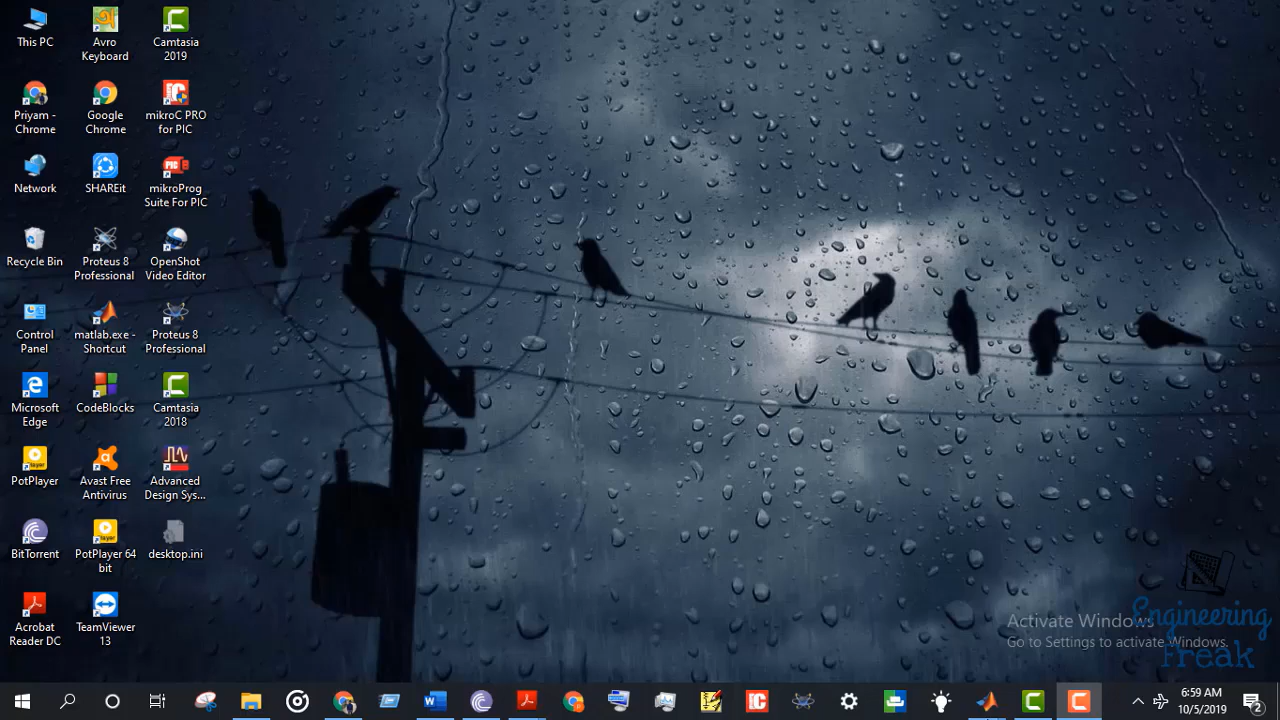 This PC
Avro
Keyboard
Camtasia
2019
Priyam -
Chrome
Google
Chrome
mikroC PRO
for PIC
Network
SHAREit
mikroProg
Suite For PIC
Recycle Bin
Proteus 8
Professional
OpenShot
Video Editor
Control
Panel
matlab.exe -
Shortcut
Proteus 8
Professional
Microsoft
Edge
CodeBlocks
Camtasia
2018
PotPlayer
Avast Free
Antivirus
Advanced
Design Sys...
BitTorrent
PotPlayer 64
bit
desktop.ini
Acrobat
Reader DC
TeamViewer
13
Activate Windows
Go to Settings to activate Windows.
Engineering
Freak
6:59 AM
10/5/2019
2